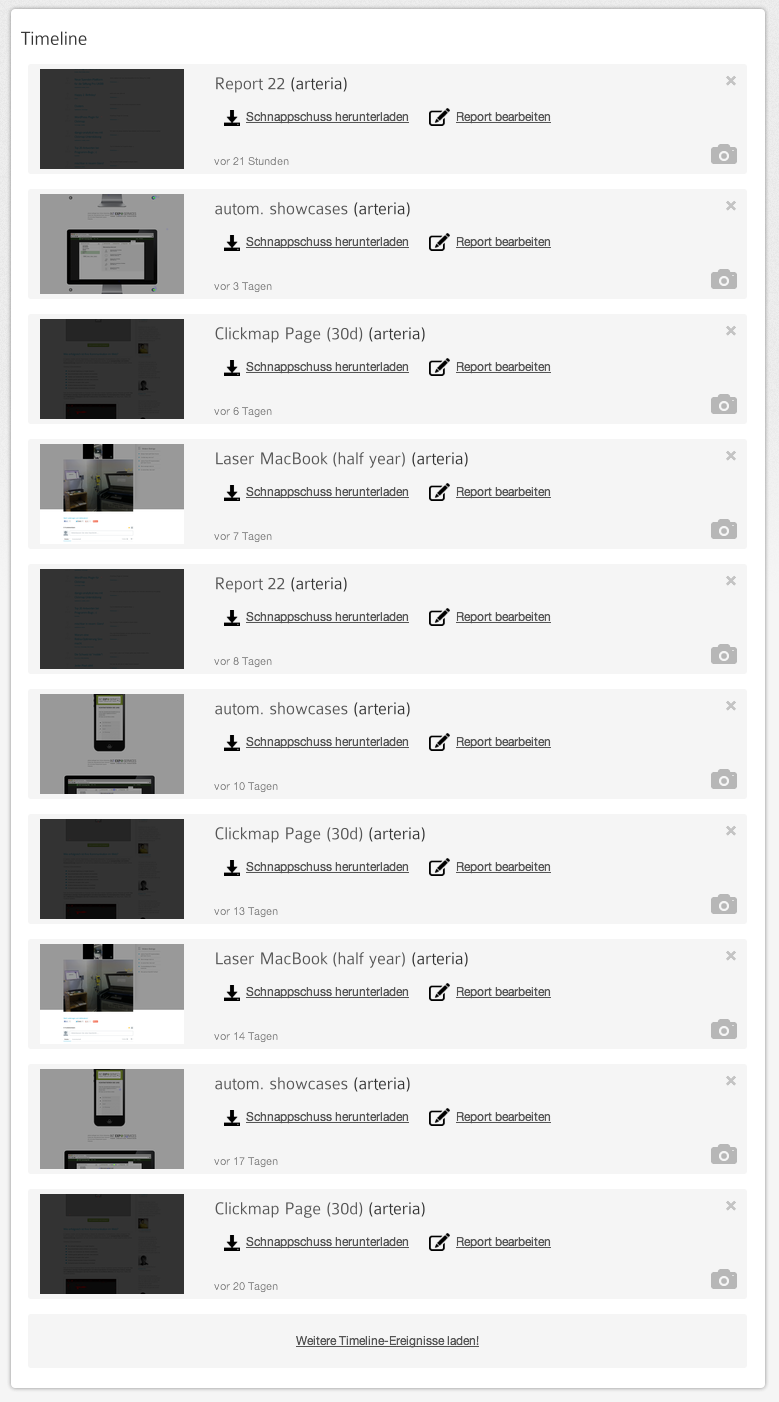 Timeline
Report 22 (arteria)
Schnappschuss herunterladen Report bearbeiten
vor 21 Stunden
autom. showcases (arteria)
Schnappschuss herunterladen Report bearbeiten
vor 3 Tagen
Clickmap Page (30d) (arteria)
Schnappschuss herunterladen Report bearbeiten
vor 6 Tagen
Laser MacBook (half year) (arteria)
Schnappschuss herunterladen Report bearbeiten
vor 7 Tagen
Report 22 (arteria)
Schnappschuss herunterladen Report bearbeiten
vor 8 Tagen
autom. showcases (arteria)
Schnappschuss herunterladen Report bearbeiten
vor 10 Tagen
Clickmap Page (30d) (arteria)
Schnappschuss herunterladen Report bearbeiten
vor 13 Tagen
Laser MacBook (half year) (arteria)
Schnappschuss herunterladen Report bearbeiten
vor 14 Tagen
autom. showcases (arteria)
Schnappschuss herunterladen Report bearbeiten
vor 17 Tagen
Clickmap Page (30d) (arteria)
Schnappschuss herunterladen Report bearbeiten
vor 20 Tagen
Weitere Timeline-Ereignisse laden!